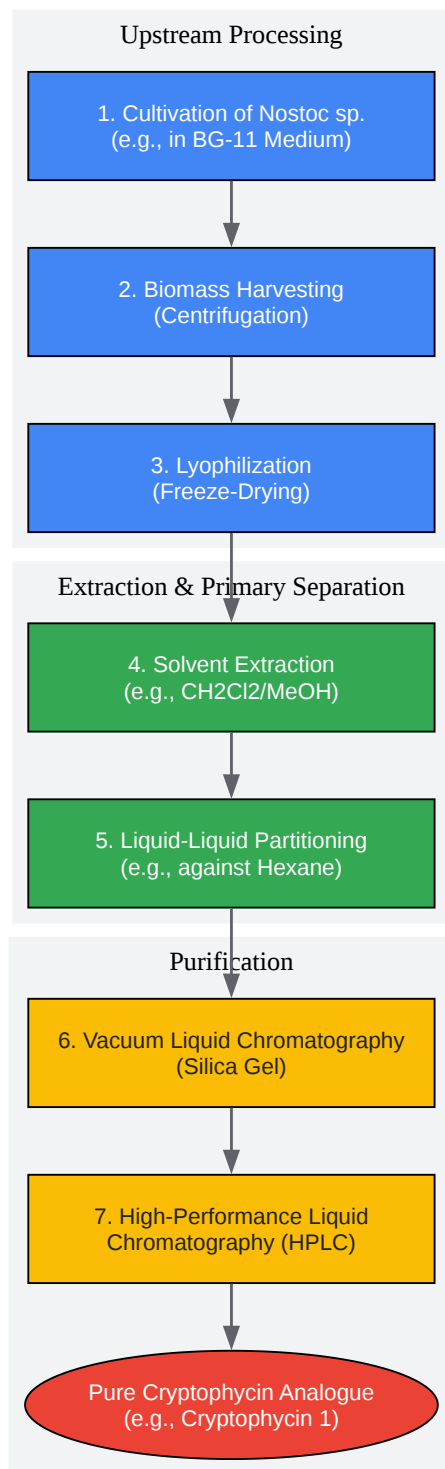 Upstream Processing
1. Cultivation of Nostoc sp.
(e.g., in BG-11 Medium)
2. Biomass Harvesting
(Centrifugation)
3. Lyophilization
(Freeze-Drying)
Extraction & Primary Separation
4. Solvent Extraction
(e.g., CH2Cl2/MeOH)
5. Liquid-Liquid Partitioning
(e.g., against Hexane)
Purification
6. Vacuum Liquid Chromatography
(Silica Gel)
7. High-Performance Liquid
Chromatography (HPLC)
Pure Cryptophycin Analogue
(e.g., Cryptophycin 1)